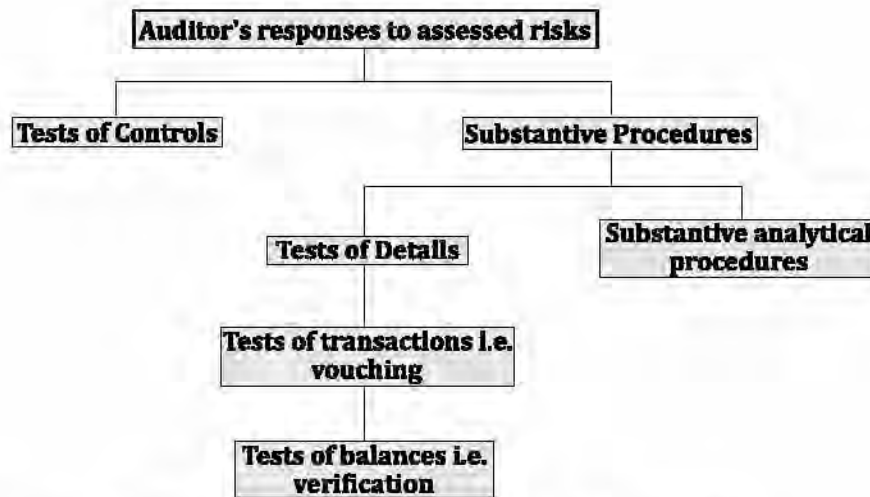 Auditor's responses to assessed risks
Tests of Controls
Substantive Procedures
Tests of Details
Substantive analytical
procedures
Tests of transactions i.e.
vouching
Tests of balances i.e.
verification